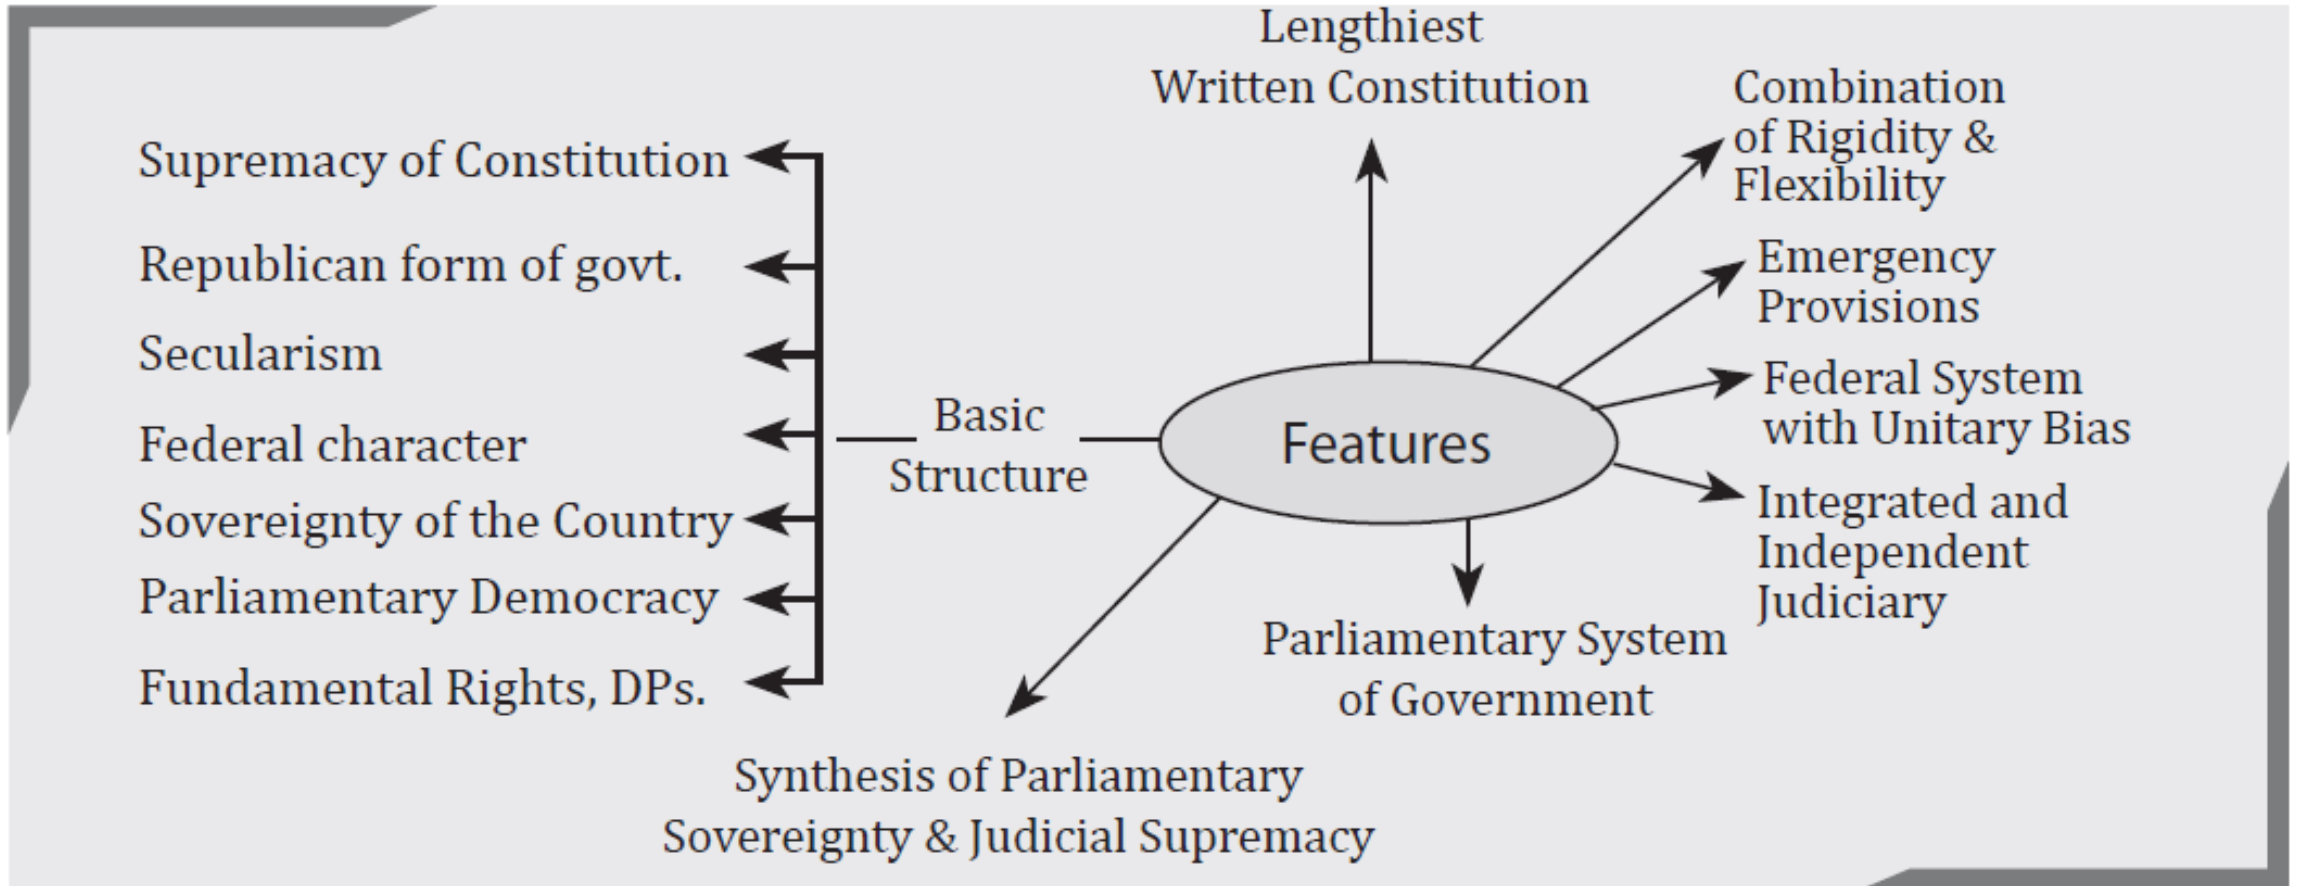 Lengthiest
Written Constitution
Combination
of Rigidity &
Flexibility
Emergency
Provisions
Federal System
with Unitary Bias
Integrated and
Independent
Judiciary
Features
Parliamentary System
of Government
Synthesis of Parliamentary
Sovereignty & Judicial Supremacy
Basic
Structure
Supremacy of Constitution
Republican form of govt.
Secularism
Federal character
Sovereignty of the Country
Parliamentary Democracy
Fundamental Rights, DPs.